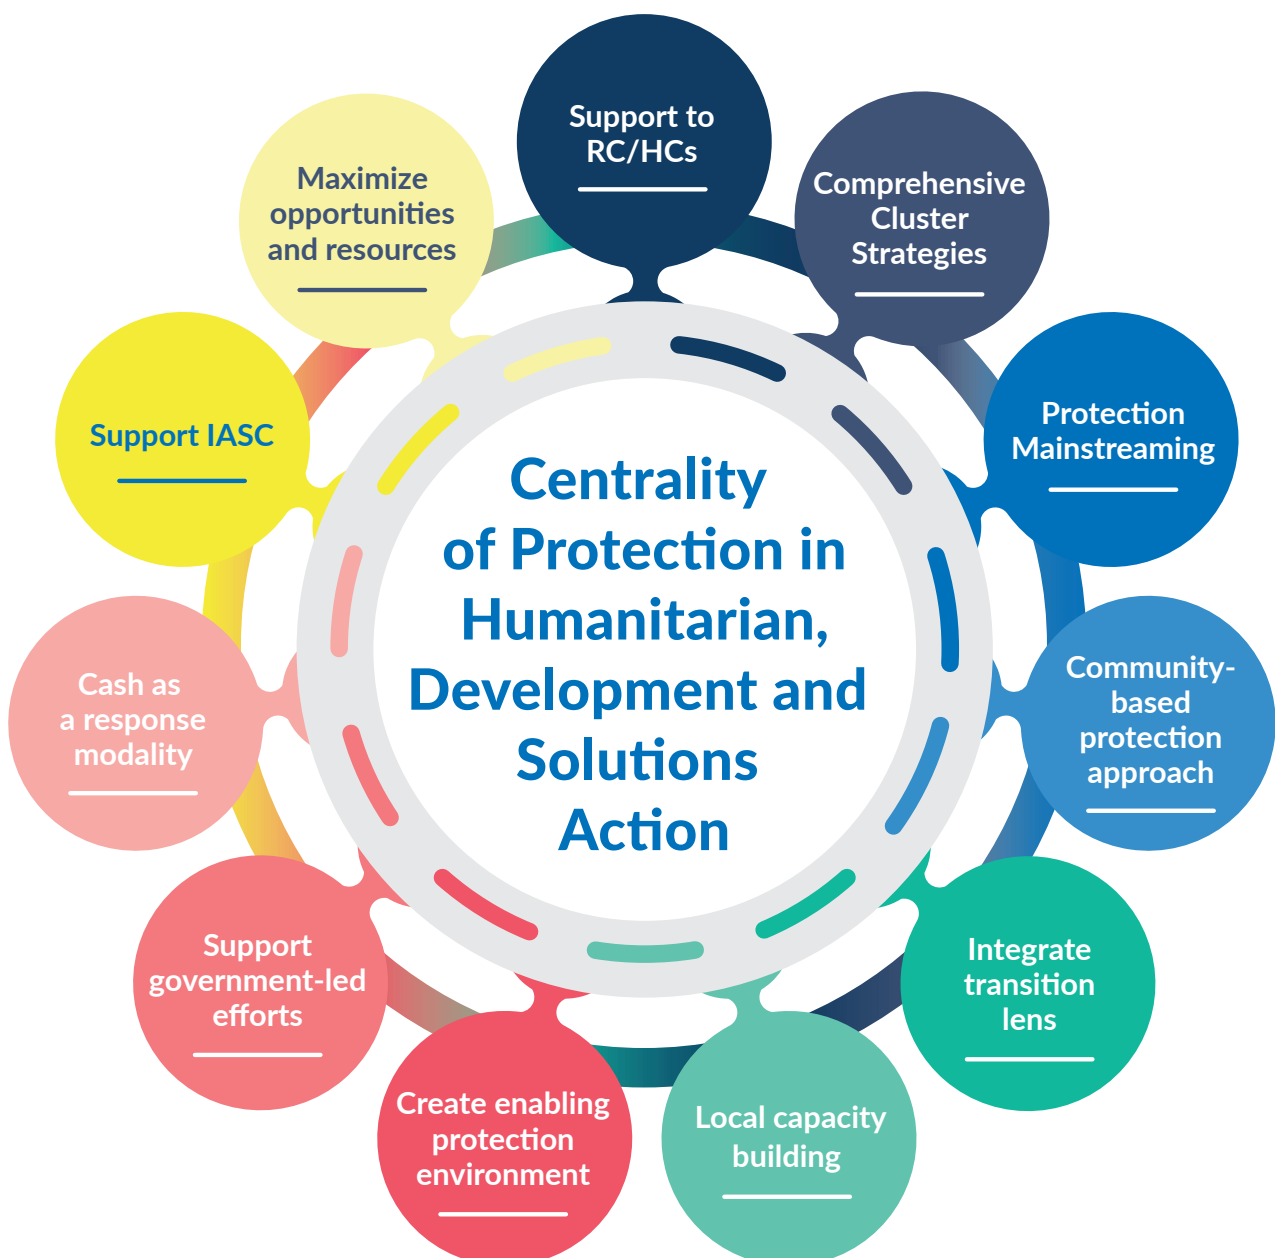 Support to
RC/HCs
Comprehensive
Cluster
Strategies
Protection
Mainstreaming
Community-
based
protection
approach
Integrate
transition
lens
Local capacity
building
Create enabling
protection
environment
Support
government-led
efforts
Cash as
a response
modality
Support IASC
Maximize
opportunities
and resources
Centrality
of Protection in
Humanitarian,
Development and
Solutions
Action